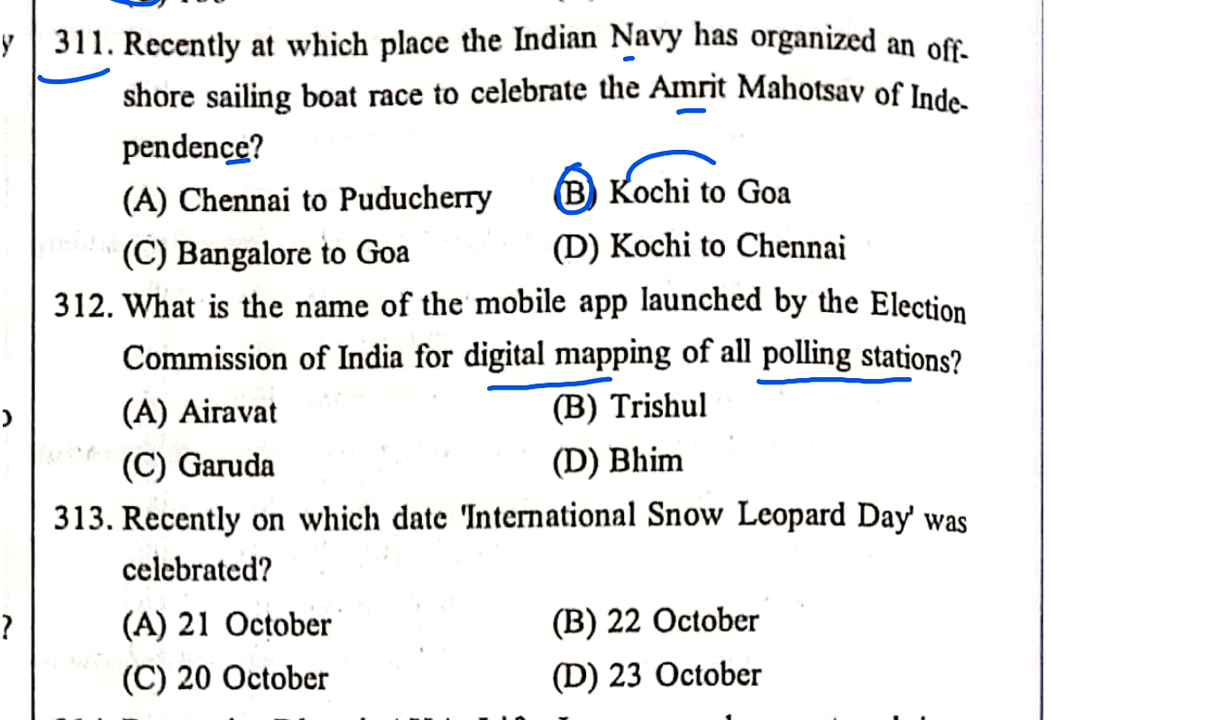 y
311. Recently at which place the Indian Navy has organized an off-
shore sailing boat race to celebrate the Amrit Mahotsav of Inde-
pendence?
(A) Chennai to Puducherry (B) Kochi to Goa
(C) Bangalore to Goa (D) Kochi to Chennai
312. What is the name of the mobile app launched by the Election
Commission of India for digital mapping of all polling stations?
(A) Airavat (B) Trishul
(C) Garuda (D) Bhim
313. Recently on which date 'International Snow Leopard Day' was
celebrated?
?
(A) 21 October (B) 22 October
(C) 20 October (D) 23 October